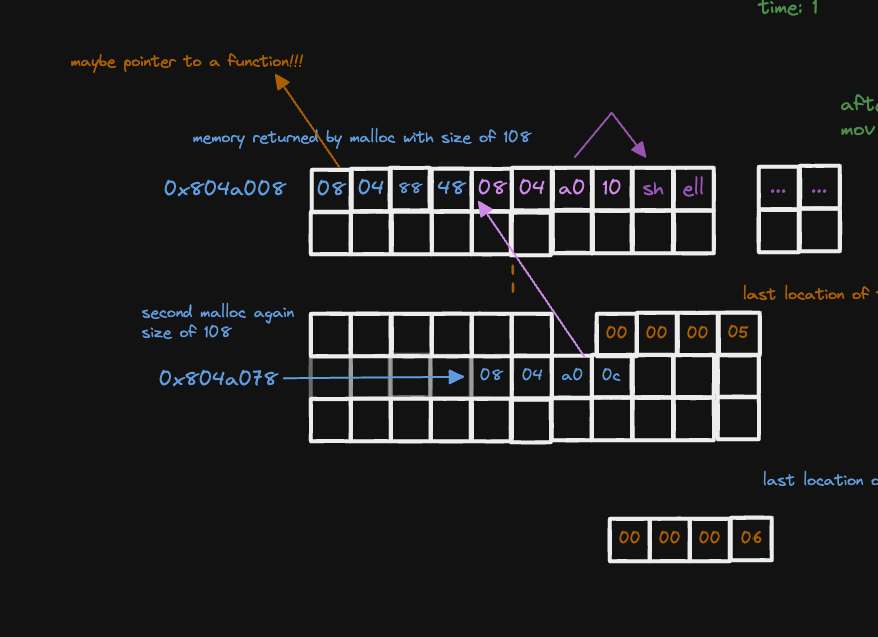 time: 1
maybe pointer to a function!!!
memory returned by malloc with size of 108
afte
mov
0x804a008 08 04 88 48 08 04 a0 10 sh ell ... ...
last location of
second malloc again
size of 108
00 00 00 05
0x804a078 08 04 a0 0c
last location o
00 00 00 06